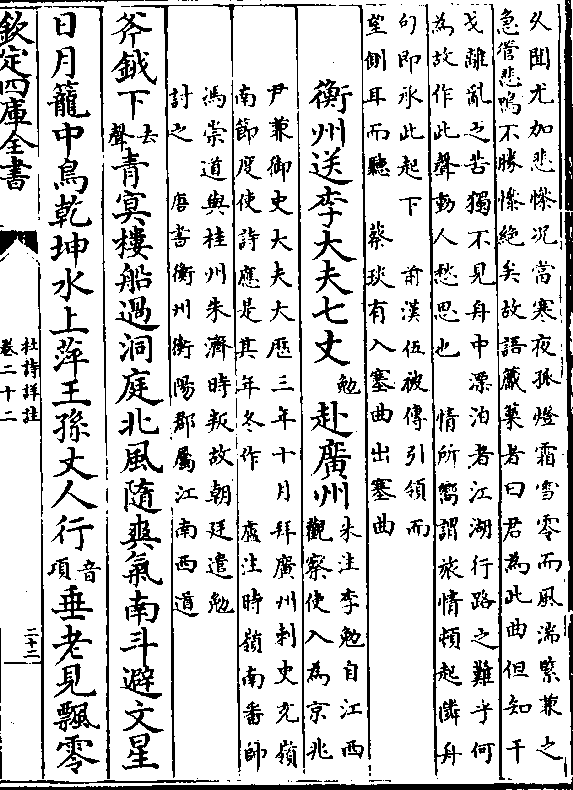 久聞尤加悲慘况當寒夜孤燈霜雪零而風湍緊兼之
急管悲鳴不勝慘絶矣故語觱篥者曰君為此曲但知干
戈離亂之苦獨不見舟中漂泊者江湖行路之難乎何
為故作此聲動人愁思也　情所嚮謂旅情頓起隣舟
句即承此起下　前漢伍被傳引領而
望側耳而聽　蔡琰有入塞曲出塞曲
衡州送李大夫七丈勉赴廣州
朱注李勉自江西
觀察使入為京兆
尹兼御史大夫大歴三年十月拜廣州刺史充嶺
南節度使詩應是其年冬作　盧注時嶺南番帥
馮崇道與桂州朱濟時叛故朝廷遣勉
討之　唐書衡州衡陽郡屬江南西道
斧鉞下去聲青冥樓船過洞庭北風隨爽氣南斗避文星
日月籠中鳥乾坤水上萍王孫丈人行音項垂老見飄零
欽定四庫全書
杜詩詳註
卷二十二
二十二